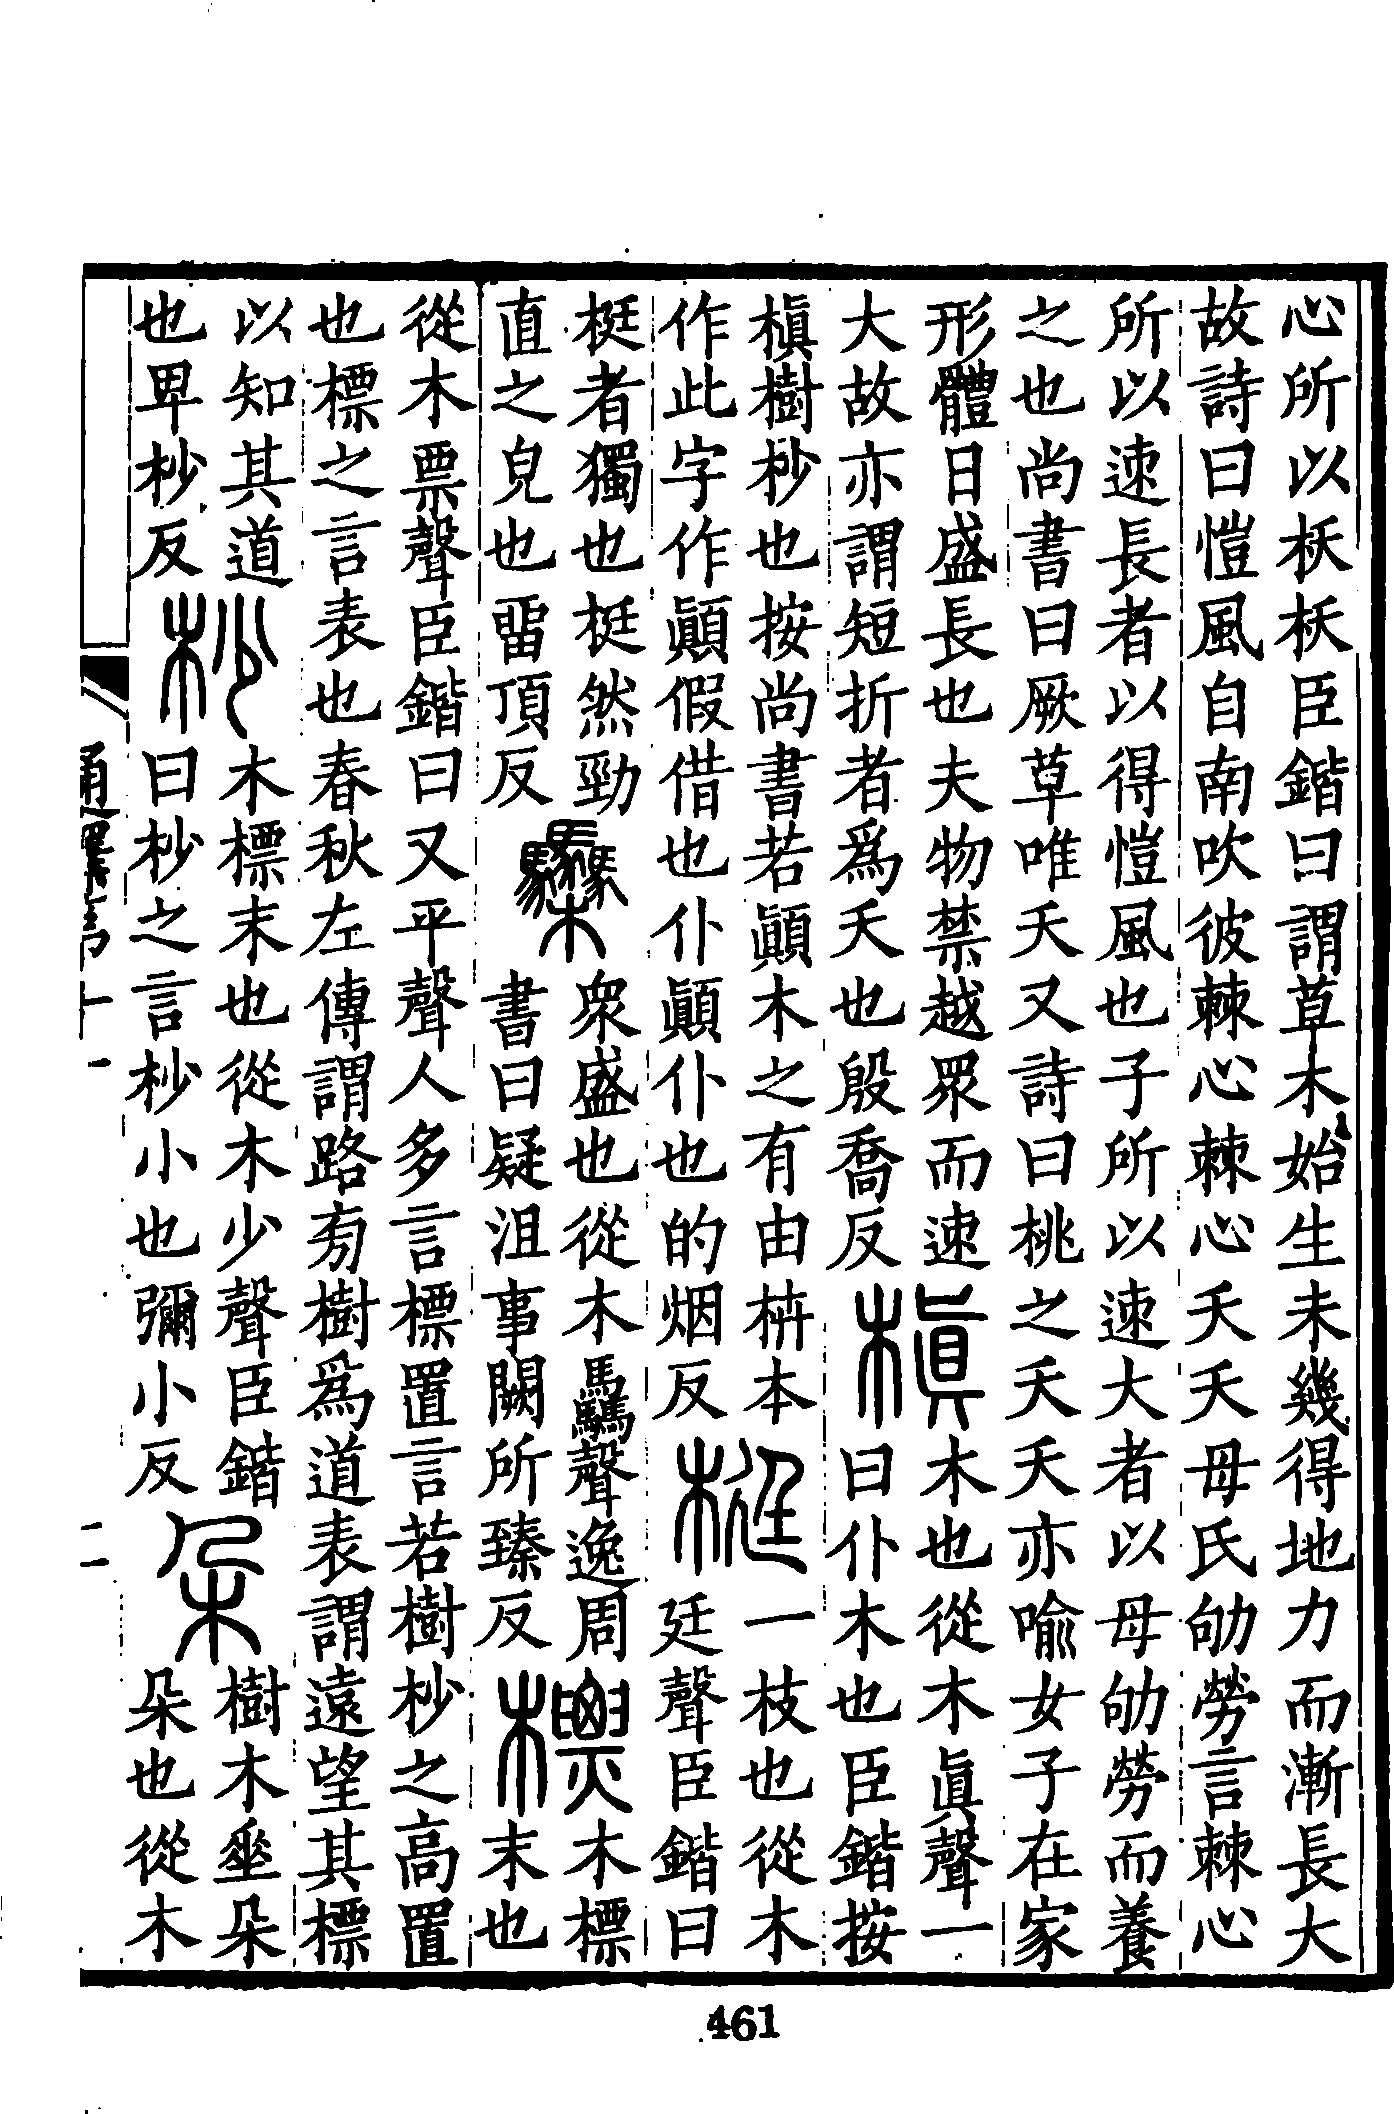 心所以枖枖臣鍇曰謂草木始生未幾得地力而漸長大
故詩曰愷風自南吹彼棘心棘心夭夭母氏劬勞言棘心
所以速長者以得愷風也子所以速大者以母劬勞而養
之也尚書曰厥草唯夭又詩曰桃之夭夭亦喻女子在家
形體日盛長也夫物禁越眾而速
大故亦謂短折者爲夭也殷喬反
槇
木也從木眞聲一
曰仆木也臣鍇按
槇樹杪也按尚書若顚木之有由枿本
作此字作顚假借也仆顚仆也的烟反
梃
一枝也從木
廷聲臣鍇曰
梃者獨也梃然勁
直之皃也畱頂反
𣡗
衆盛也從木驫聲逸周
書曰疑沮事闕所臻反
標
木標
末也
從木票聲臣鍇曰又平聲人多言標置言若樹杪之高置
也標之言表也春秋左傳謂路旁樹爲道表謂遠望其標
以知其道
也卑杪反
杪
木標末也從木少聲臣鍇
曰杪之言杪小也彌小反
朵
樹木垂朵
朵也從木
通釋弟十一
二
461